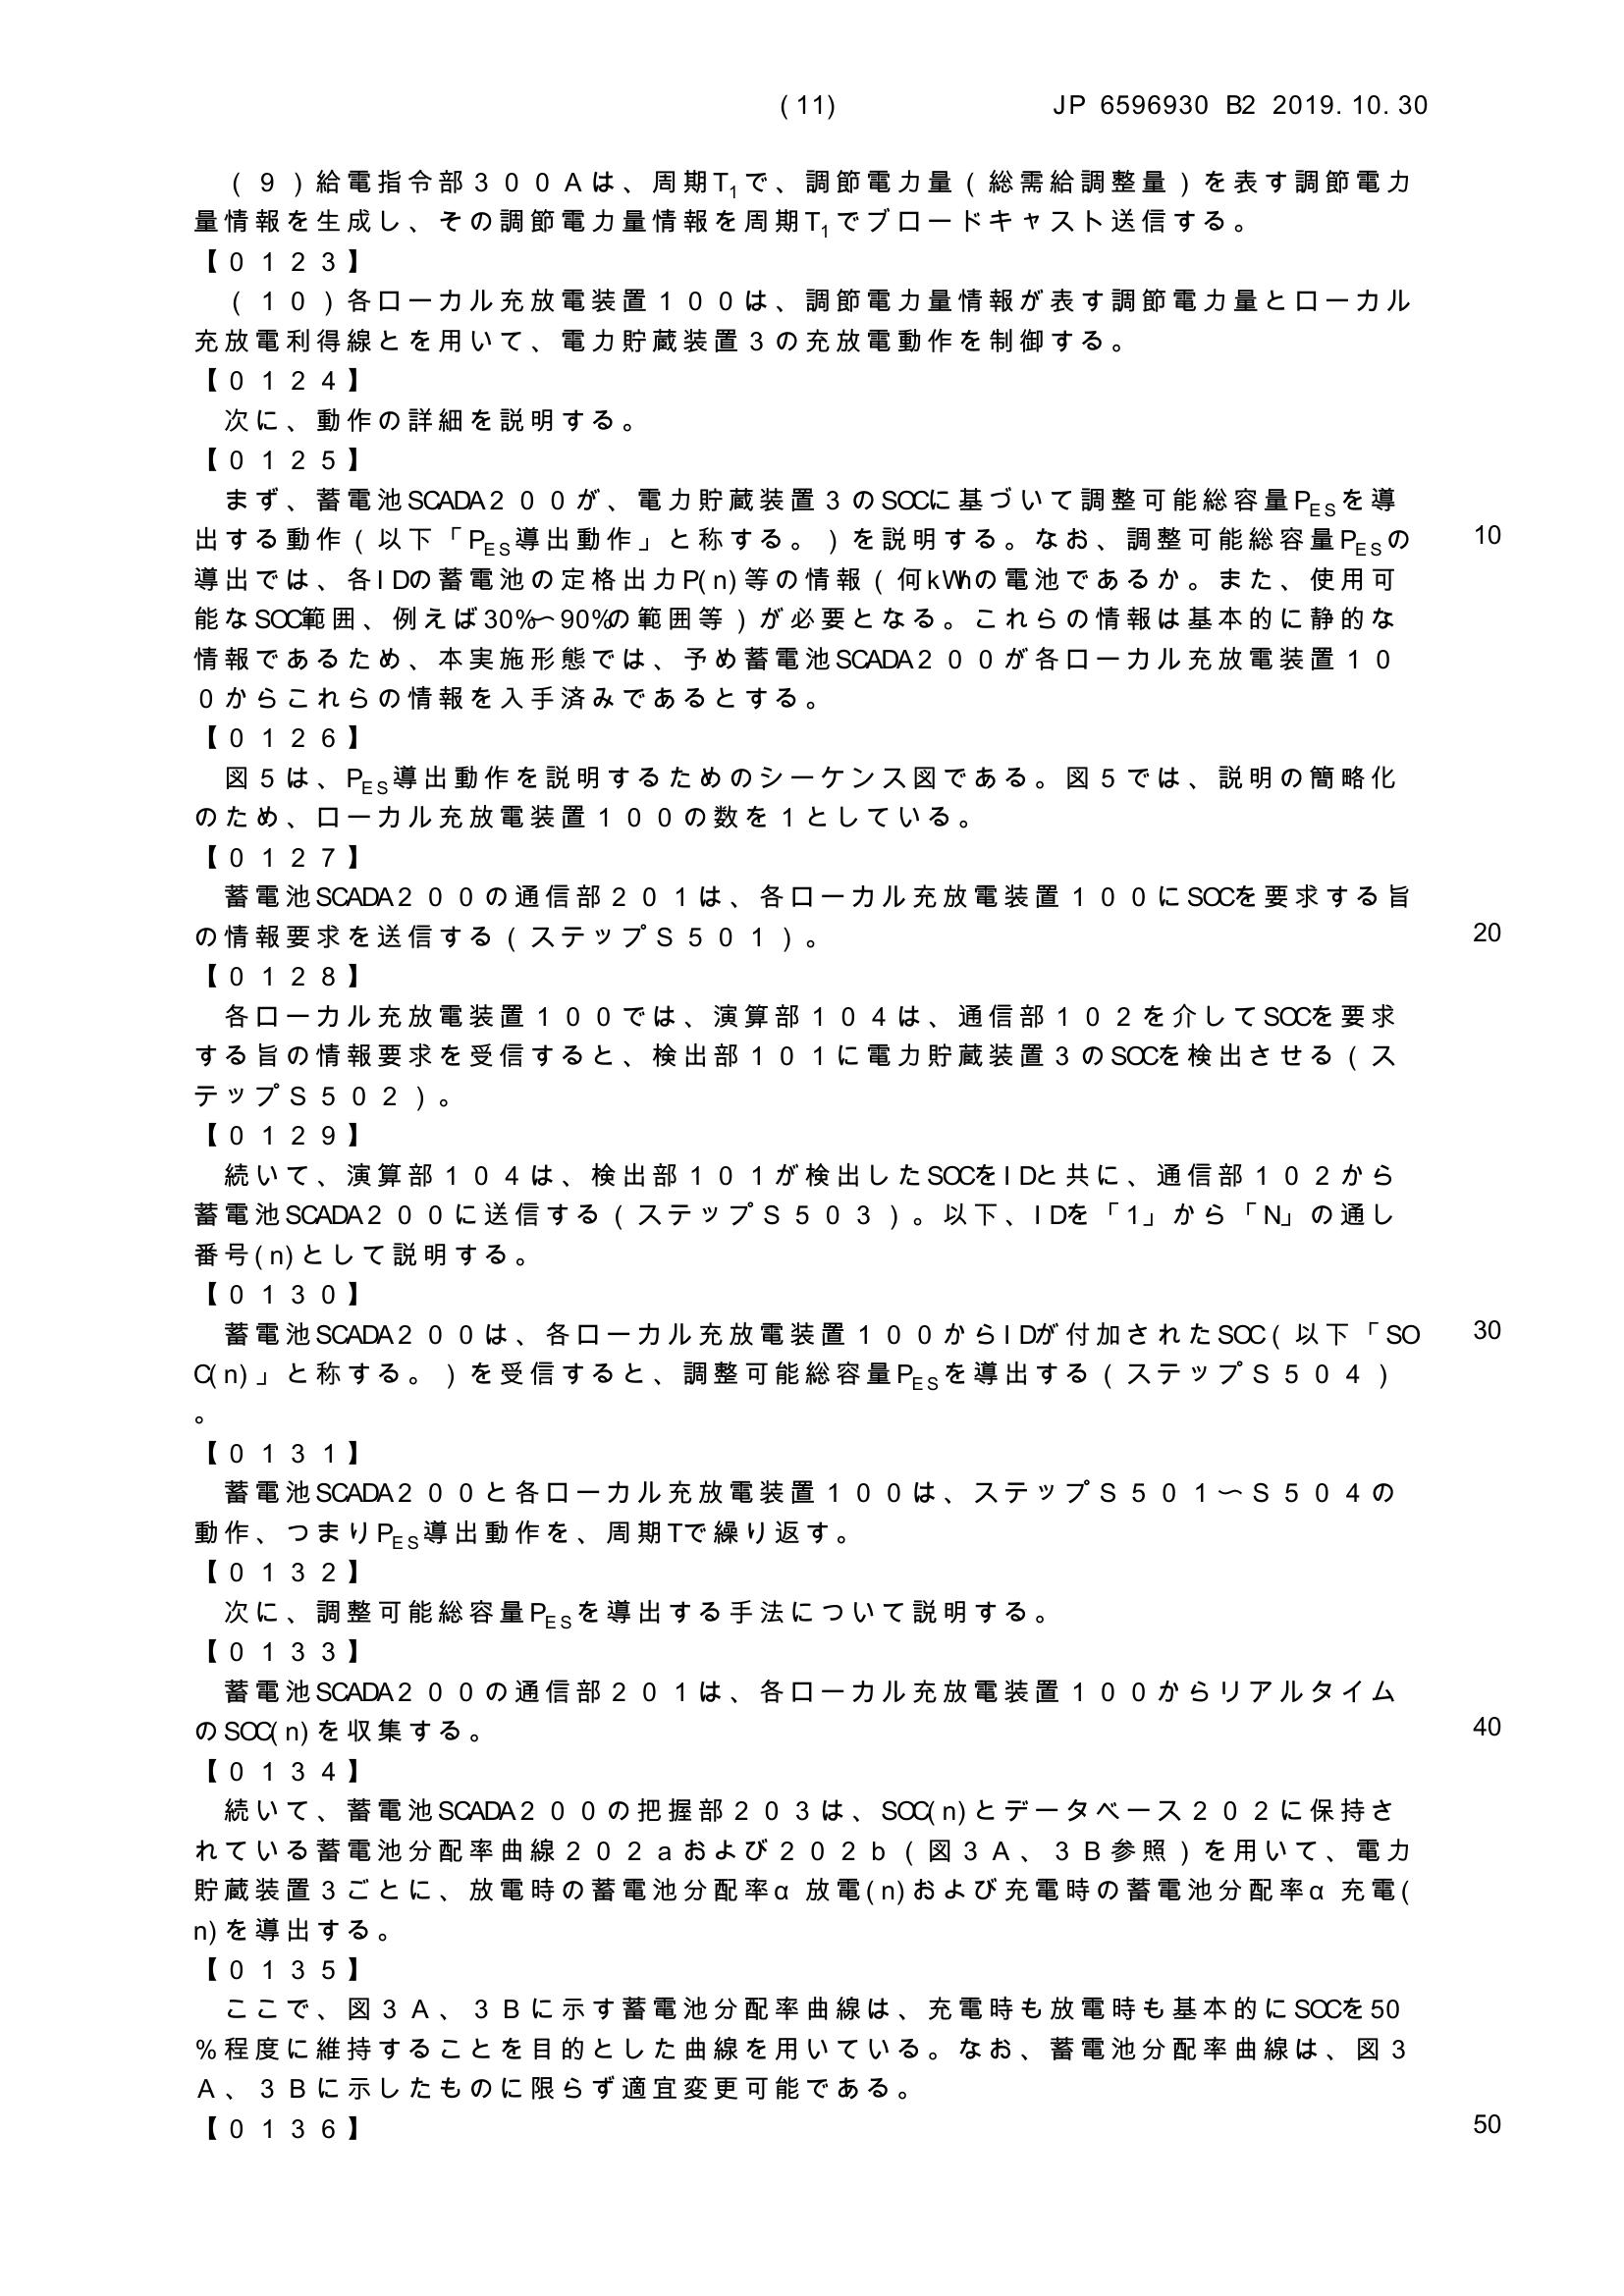 (11)　JP 6596930 B2 2019.10.30
（９）給電指令部３００Ａは、周期T1で、調節電力量（総需給調整量）を表す調節電力
量情報を生成し、その調節電力量情報を周期T1でブロードキャスト送信する。
【０１２３】
（１０）各ローカル充放電装置１００は、調節電力量情報が表す調節電力量とローカル
充放電利得線とを用いて、電力貯蔵装置３の充放電動作を制御する。
【０１２４】
次に、動作の詳細を説明する。
【０１２５】
まず、蓄電池SCADA２００が、電力貯蔵装置３のSOCに基づいて調整可能総容量PESを導
出する動作（以下「PES導出動作」と称する。）を説明する。なお、調整可能総容量PESの　10
導出では、各IDの蓄電池の定格出力P(n)等の情報（何kWhの電池であるか。また、使用可
能なSOC範囲、例えば30%～90%の範囲等）が必要となる。これらの情報は基本的に静的な
情報であるため、本実施形態では、予め蓄電池SCADA２００が各ローカル充放電装置１０
０からこれらの情報を入手済みであるとする。
【０１２６】
図５は、PES導出動作を説明するためのシーケンス図である。図５では、説明の簡略化
のため、ローカル充放電装置１００の数を１としている。
【０１２７】
蓄電池SCADA２００の通信部２０１は、各ローカル充放電装置１００にSOCを要求する旨
の情報要求を送信する（ステップＳ５０１）。　20
【０１２８】
各ローカル充放電装置１００では、演算部１０４は、通信部１０２を介してSOCを要求
する旨の情報要求を受信すると、検出部１０１に電力貯蔵装置３のSOCを検出させる（ス
テップＳ５０２）。
【０１２９】
続いて、演算部１０４は、検出部１０１が検出したSOCをIDと共に、通信部１０２から
蓄電池SCADA２００に送信する（ステップＳ５０３）。以下、IDを「1」から「N」の通し
番号(n)として説明する。
【０１３０】
蓄電池SCADA２００は、各ローカル充放電装置１００からIDが付加されたSOC（以下「SO　30
C(n)」と称する。）を受信すると、調整可能総容量PESを導出する（ステップＳ５０４）
。
【０１３１】
蓄電池SCADA２００と各ローカル充放電装置１００は、ステップＳ５０１～Ｓ５０４の
動作、つまりPES導出動作を、周期Tで繰り返す。
【０１３２】
次に、調整可能総容量PESを導出する手法について説明する。
【０１３３】
蓄電池SCADA２００の通信部２０１は、各ローカル充放電装置１００からリアルタイム
のSOC(n)を収集する。　40
【０１３４】
続いて、蓄電池SCADA２００の把握部２０３は、SOC(n)とデータベース２０２に保持さ
れている蓄電池分配率曲線２０２ａおよび２０２ｂ（図３Ａ、３Ｂ参照）を用いて、電力
貯蔵装置３ごとに、放電時の蓄電池分配率α 放電(n)および充電時の蓄電池分配率α 充電(
n)を導出する。
【０１３５】
ここで、図３Ａ、３Ｂに示す蓄電池分配率曲線は、充電時も放電時も基本的にSOCを50
％程度に維持することを目的とした曲線を用いている。なお、蓄電池分配率曲線は、図３
Ａ、３Ｂに示したものに限らず適宜変更可能である。
【０１３６】　50